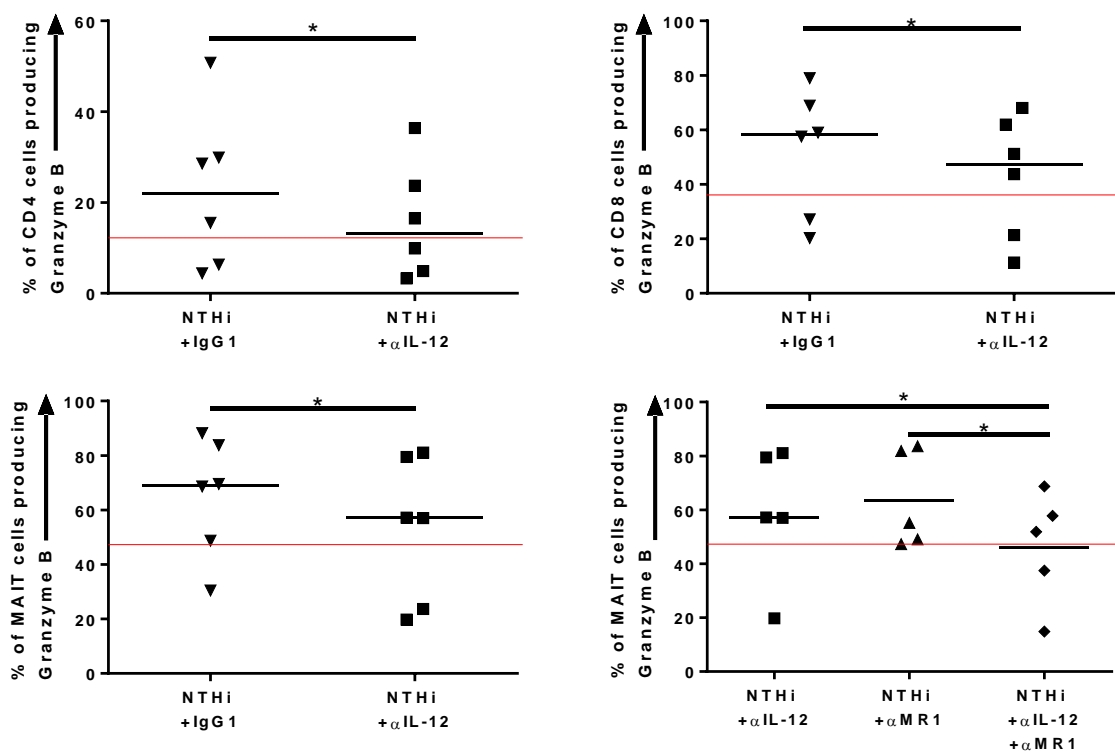 % of CD4 cells producing
Granzyme B
60
40
20
0
*
NTHi
+IgG1
NTHi
+αIL-12
% of CD8 cells producing
Granzyme B
100
80
60
40
20
0
*
NTHi
+IgG1
NTHi
+αIL-12
% of MAIT cells producing
Granzyme B
100
80
60
40
20
0
*
NTHi
+IgG1
NTHi
+αIL-12
% of MAIT cells producing
Granzyme B
100
80
60
40
20
0
*
*
NTHi
+αIL-12
NTHi
+αMR1
NTHi
+αIL-12
+αMR1